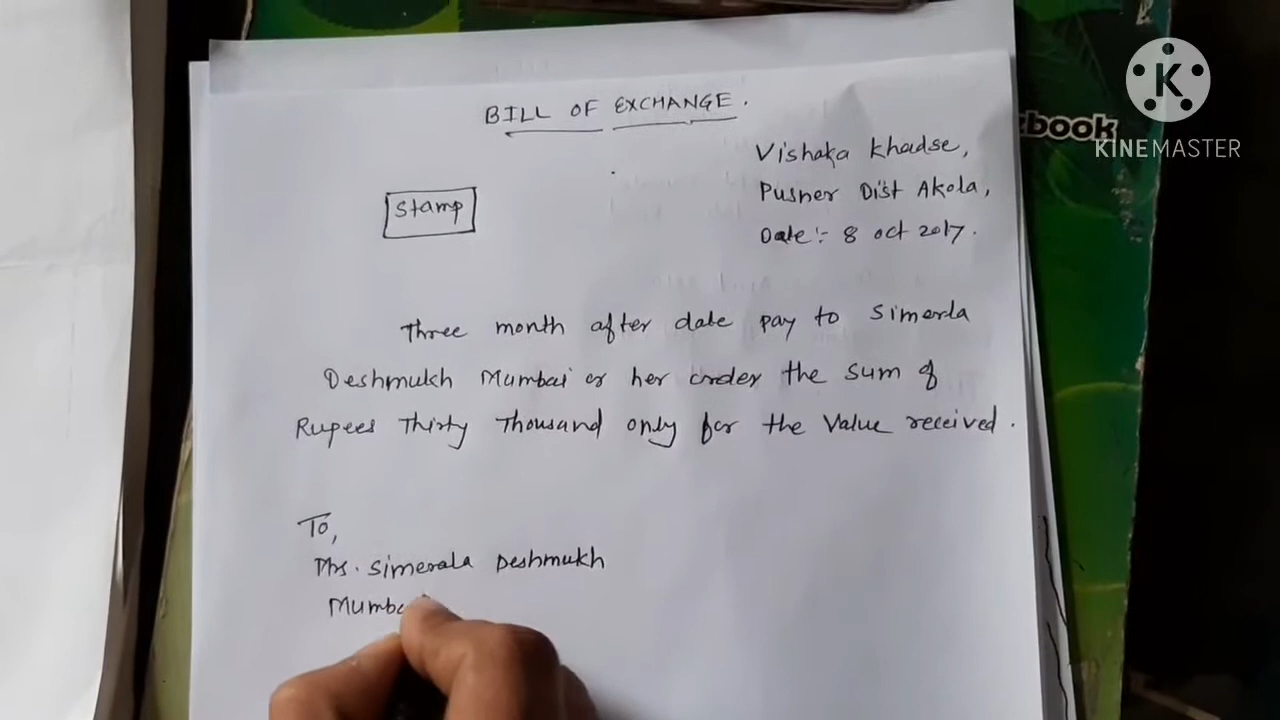 BILL OF EXCHANGE.
Vishaka Khadse,
Pusner Dist Akola,
Date:- 8 oct 2017.
Stamp
Three month after date pay to Simerla
Deshmukh Mumbai or her order the sum of
Rupees Thirty Thousand only for the Value received.
To,
Mrs. Simerala Deshmukh
Mumba
book
K
KINEMASTER